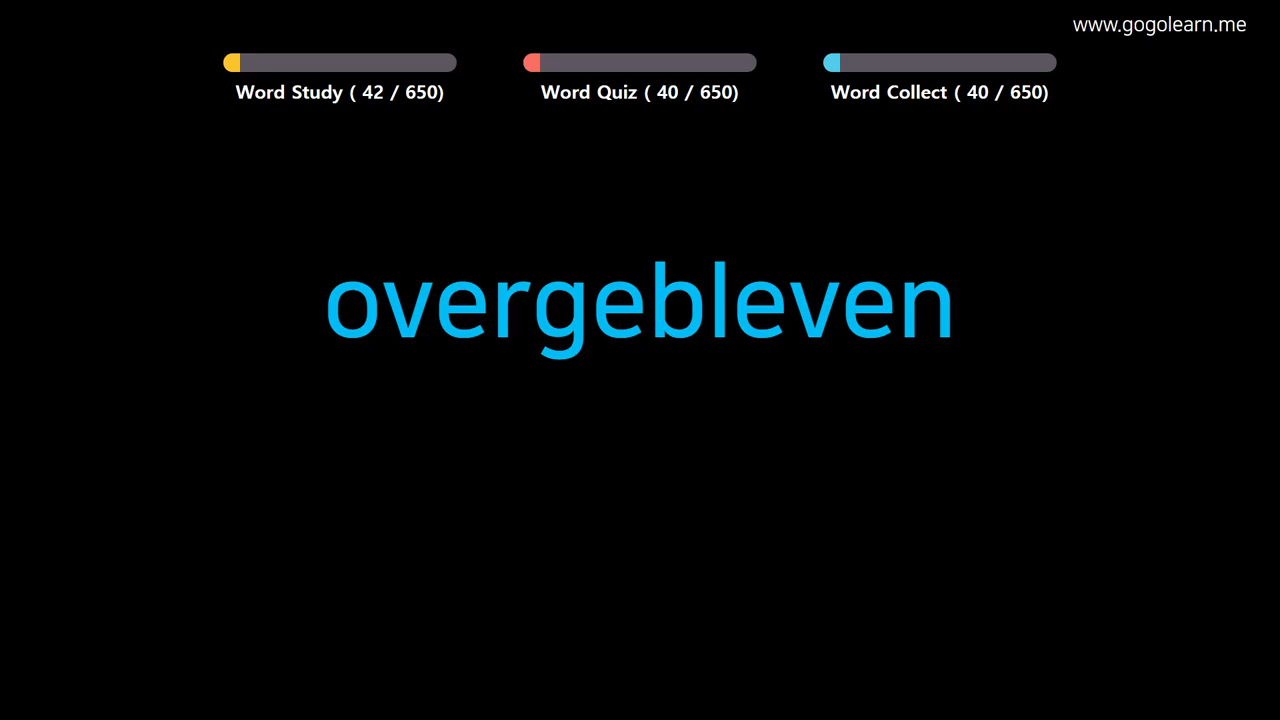 www.gogolearn.me
Word Study ( 42 / 650)
Word Quiz ( 40 / 650)
Word Collect ( 40 / 650)
overgebleven